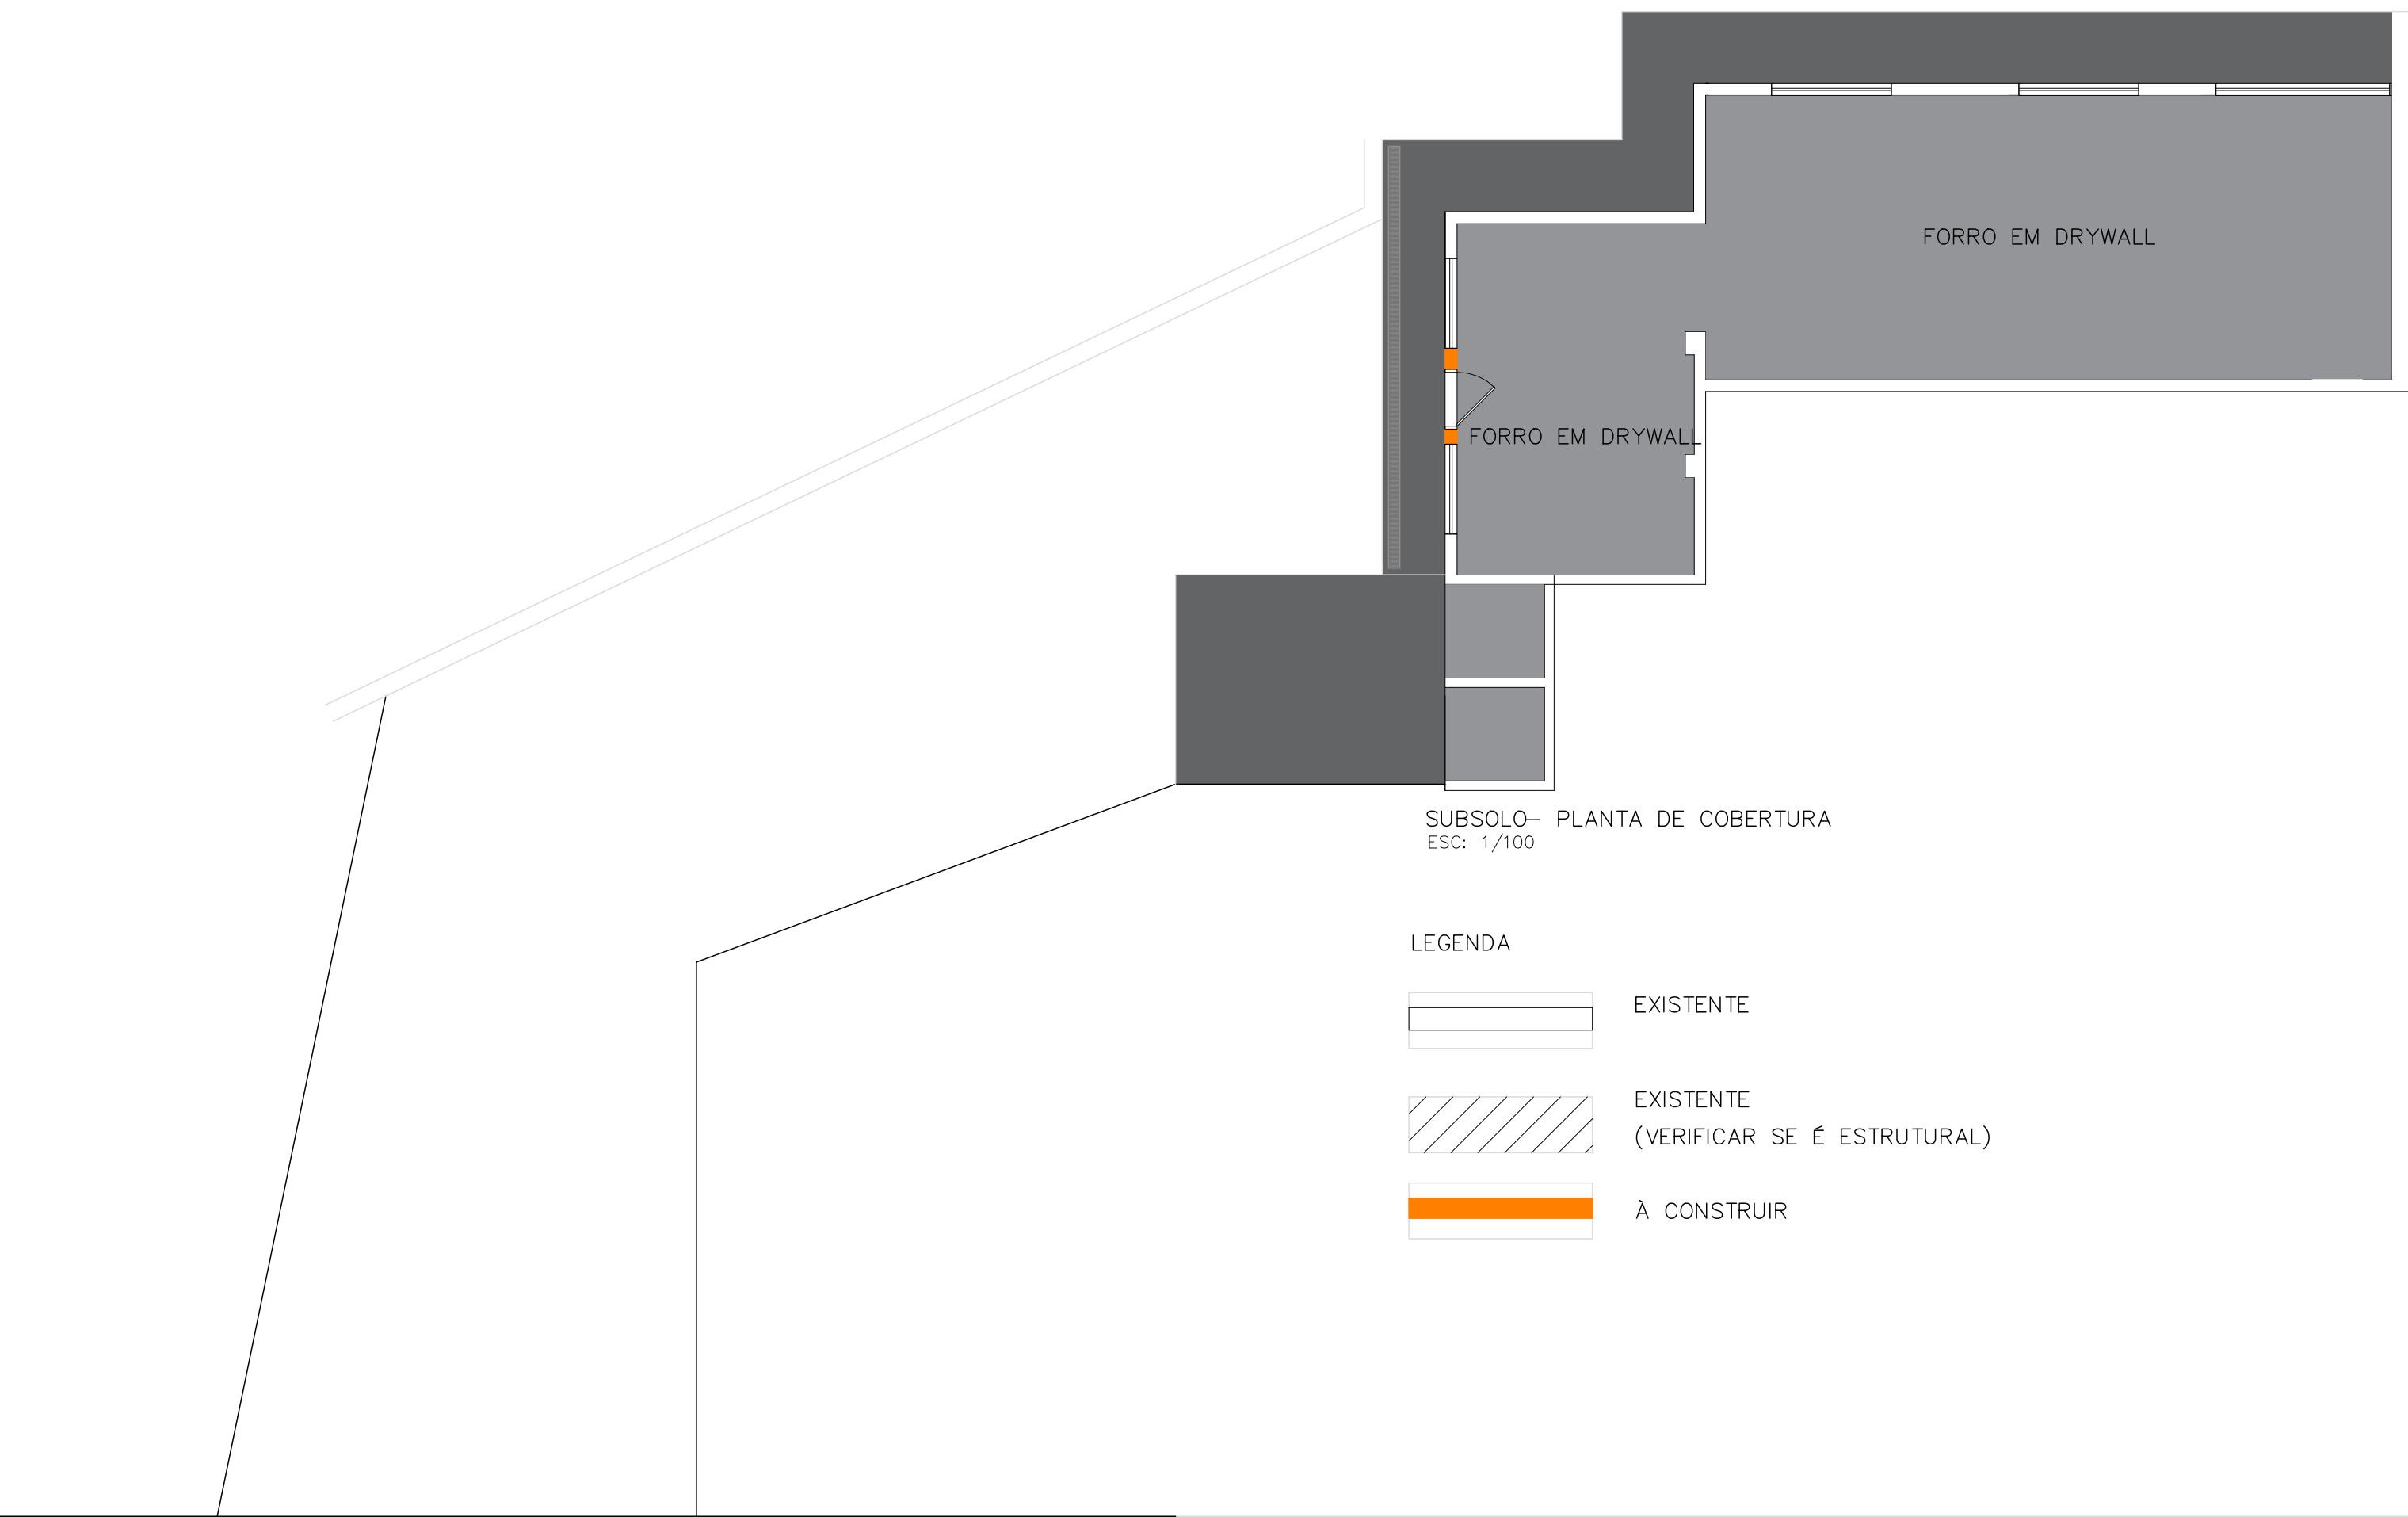 FORRO EM DRYWALL
FORRO EM DRYWALL
SUBSOLO- PLANTA DE COBERTURA
ESC: 1/100
LEGENDA
EXISTENTE
EXISTENTE
(VERIFICAR SE É ESTRUTURAL)
À CONSTRUIR